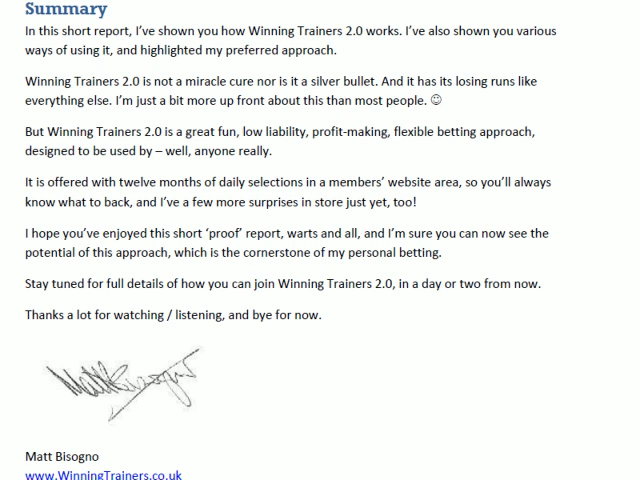 Summary
In this short report, I've shown you how Winning Trainers 2.0 works. I've also shown you various
ways of using it, and highlighted my preferred approach.
Winning Trainers 2.0 is not a miracle cure nor is it a silver bullet. And it has its losing runs like
everything else. I'm just a bit more up front about this than most people. ☺
But Winning Trainers 2.0 is a great fun, low liability, profit-making, flexible betting approach,
designed to be used by – well, anyone really.
It is offered with twelve months of daily selections in a members' website area, so you'll always
know what to back, and I've a few more surprises in store just yet, too!
I hope you've enjoyed this short 'proof' report, warts and all, and I'm sure you can now see the
potential of this approach, which is the cornerstone of my personal betting.
Stay tuned for full details of how you can join Winning Trainers 2.0, in a day or two from now.
Thanks a lot for watching / listening, and bye for now.
Matt Bisogno
Matt Bisogno
www.WinningTrainers.co.uk